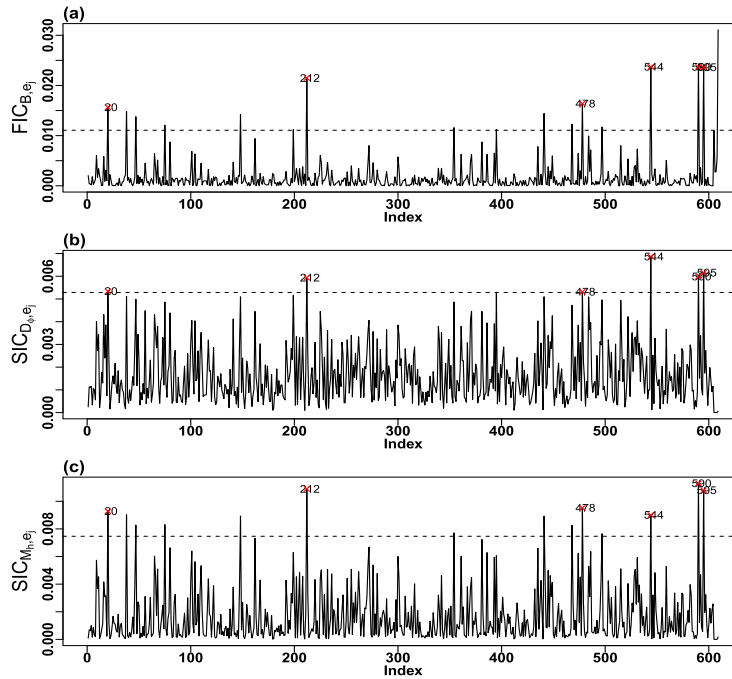 (a)
FIC B,ej
0.000 0.010 0.020 0.030
20 212 478 544 595
0 100 200 300 400 500 600
Index
(b)
SIC Dϕ,ej
0.000 0.003 0.006
20 212 478 544 590 595
0 100 200 300 400 500 600
Index
(c)
SIC Mh,ej
0.000 0.004 0.008
20 212 478 544 590 595
0 100 200 300 400 500 600
Index